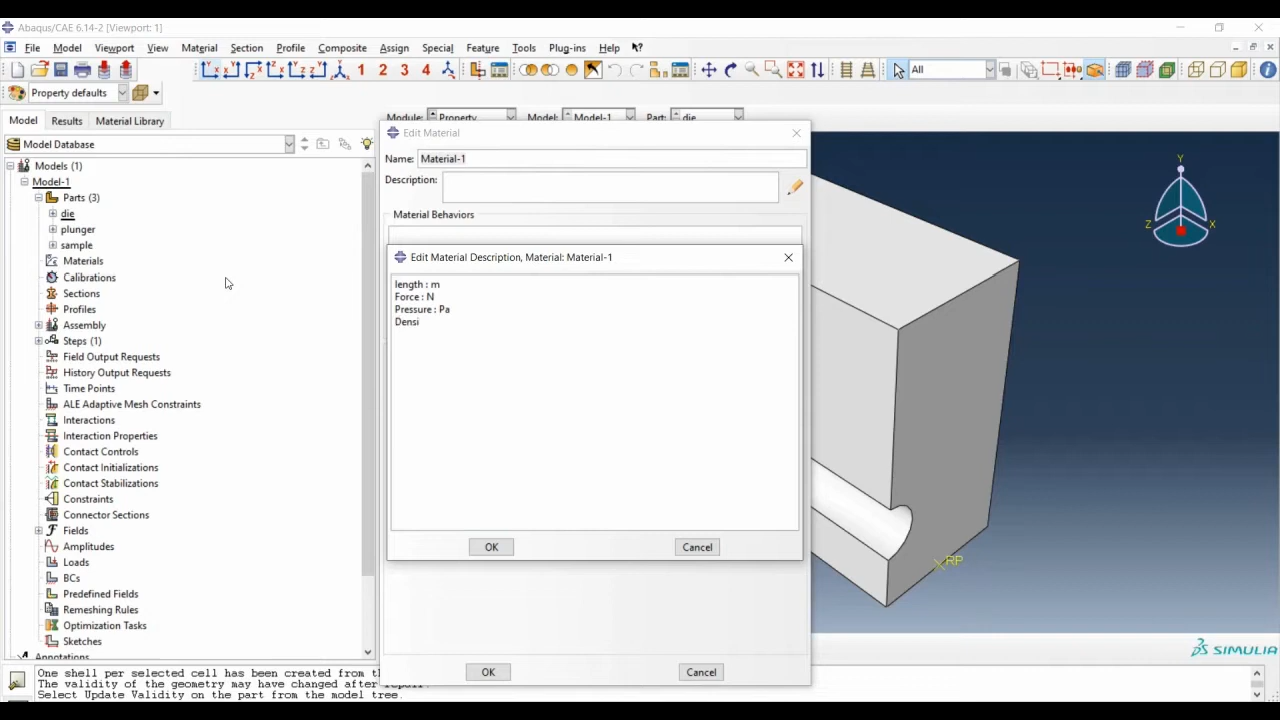 Abaqus/CAE 6.14-2 [Viewport: 1]
File Model Viewport View Material Section Profile Composite Assign Special Feature Tools Plug-ins Help
1 2 3 4 All
Property defaults
Model Results Material Library
Module: Property Model: Model-1 Part: die
Model Database
Models (1)
Model-1
Parts (3)
die
plunger
sample
Materials
Calibrations
Sections
Profiles
Assembly
Steps (1)
Field Output Requests
History Output Requests
Time Points
ALE Adaptive Mesh Constraints
Interactions
Interaction Properties
Contact Controls
Contact Initializations
Contact Stabilizations
Constraints
Connector Sections
Fields
Amplitudes
Loads
BCs
Predefined Fields
Remeshing Rules
Optimization Tasks
Sketches
Annotations
Edit Material
Name: Material-1
Description:
Material Behaviors
Edit Material Description, Material: Material-1
length : m
Force : N
Pressure : Pa
Densi
OK Cancel
OK Cancel
Y
Z X
RP
SIMULIA
One shell per selected cell has been created from th
The validity of the geometry may have changed after repair.
Select Update Validity on the part from the model tree.